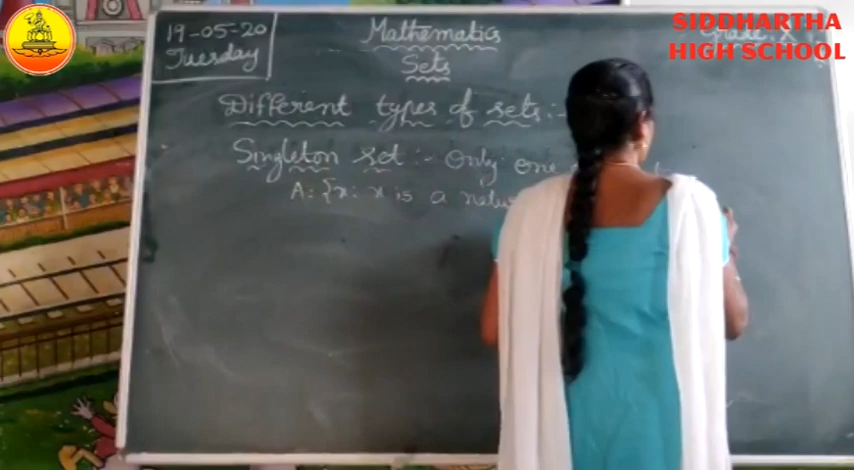 19-05-20
Tuesday
Mathematics
SIDDHARTHA
HIGH SCHOOL
Sets
Different types of sets:-
Singleton set :- Only one
A: {x: x is a